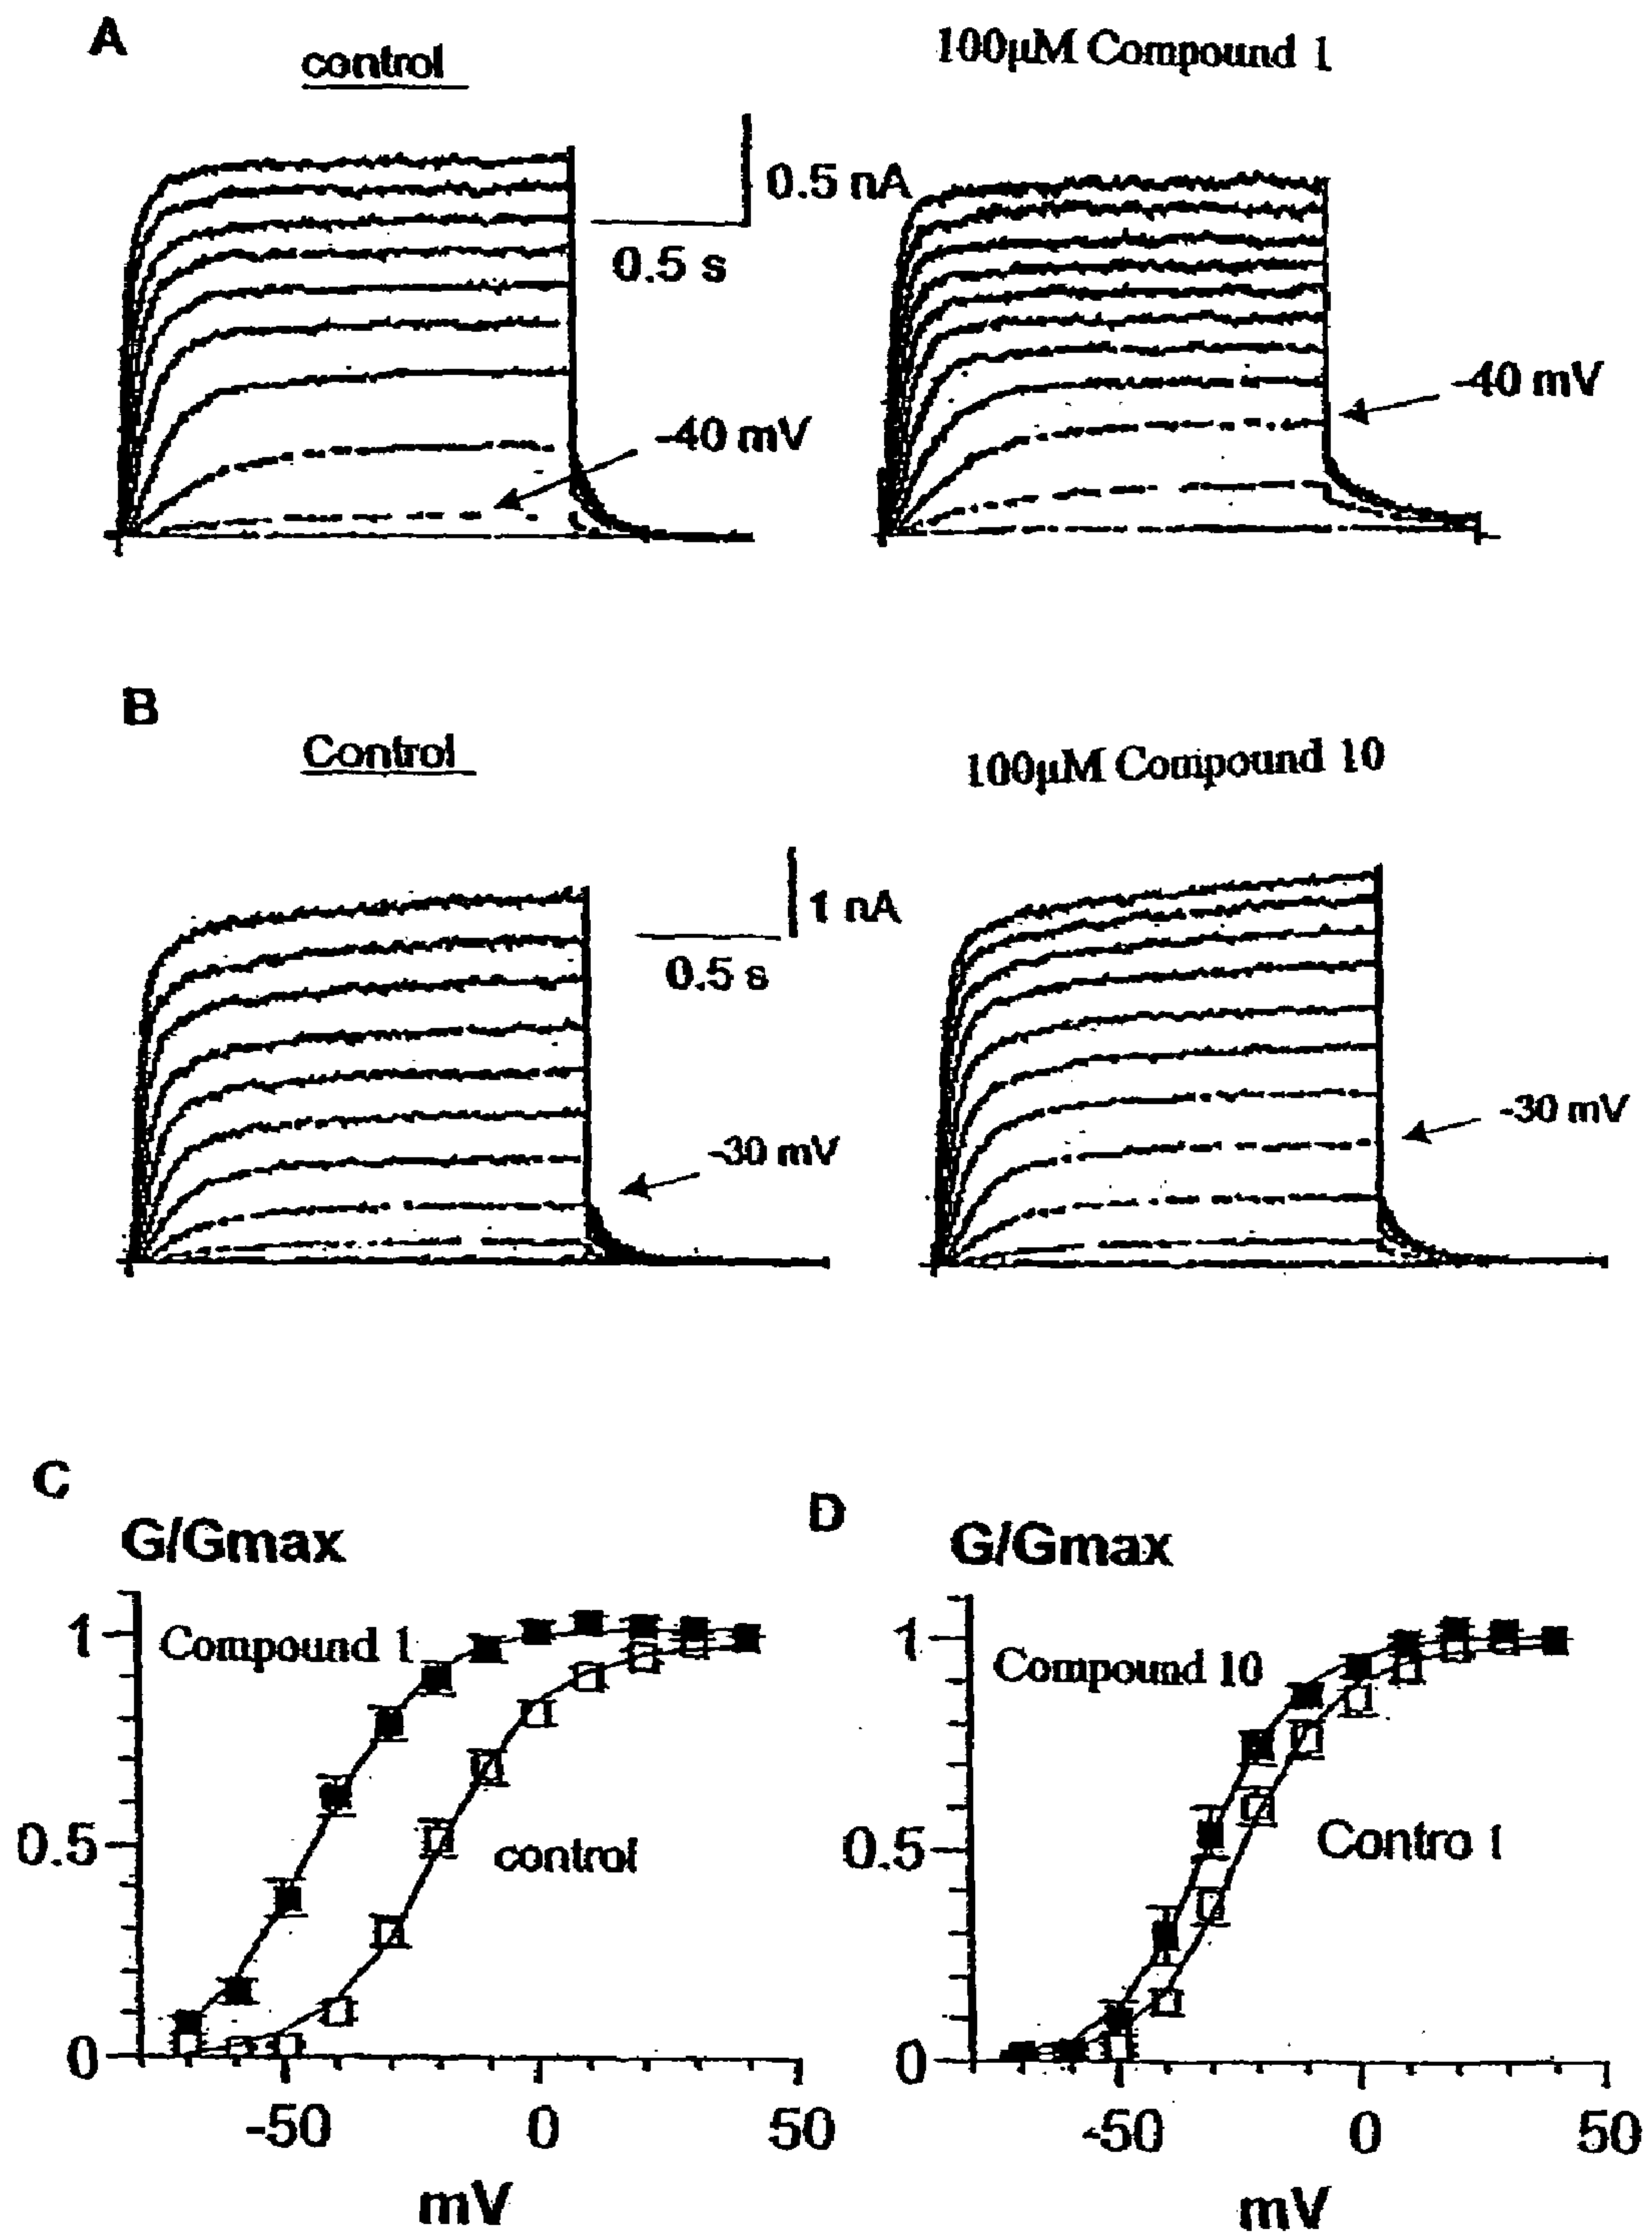 A
control
100µM Compound 1
0.5 nA
0.5 s
-40 mV
-40 mV
B
Control
100µM Compound 10
1 nA
0.5 s
-30 mV
-30 mV
C
G/Gmax
1
Compound 1
0.5
control
0
-50
0
50
mV
D
G/Gmax
1
Compound 10
0.5
Contro l
0
-50
0
50
mV